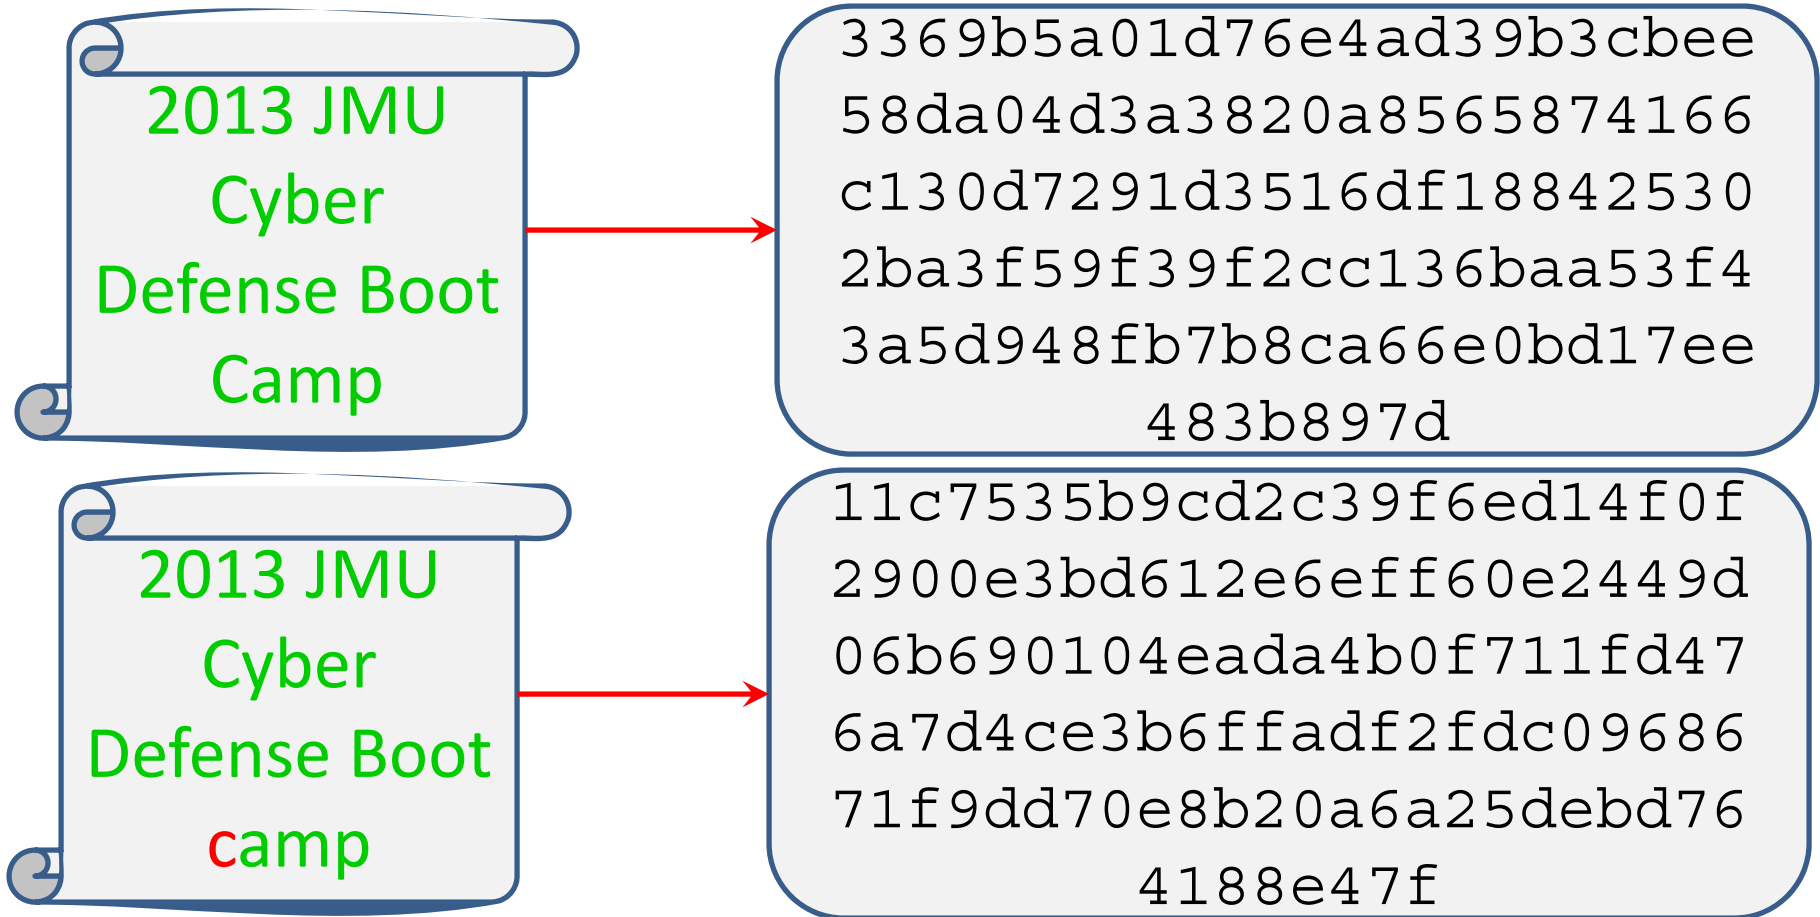 2013 JMU
Cyber
Defense Boot
Camp
3369b5a01d76e4ad39b3cbee
58da04d3a3820a8565874166
c130d7291d3516df18842530
2ba3f59f39f2cc136baa53f4
3a5d948fb7b8ca66e0bd17ee
483b897d
2013 JMU
Cyber
Defense Boot
camp
11c7535b9cd2c39f6ed14f0f
2900e3bd612e6eff60e2449d
06b690104eada4b0f711fd47
6a7d4ce3b6ffadf2fdc09686
71f9dd70e8b20a6a25debd76
4188e47f